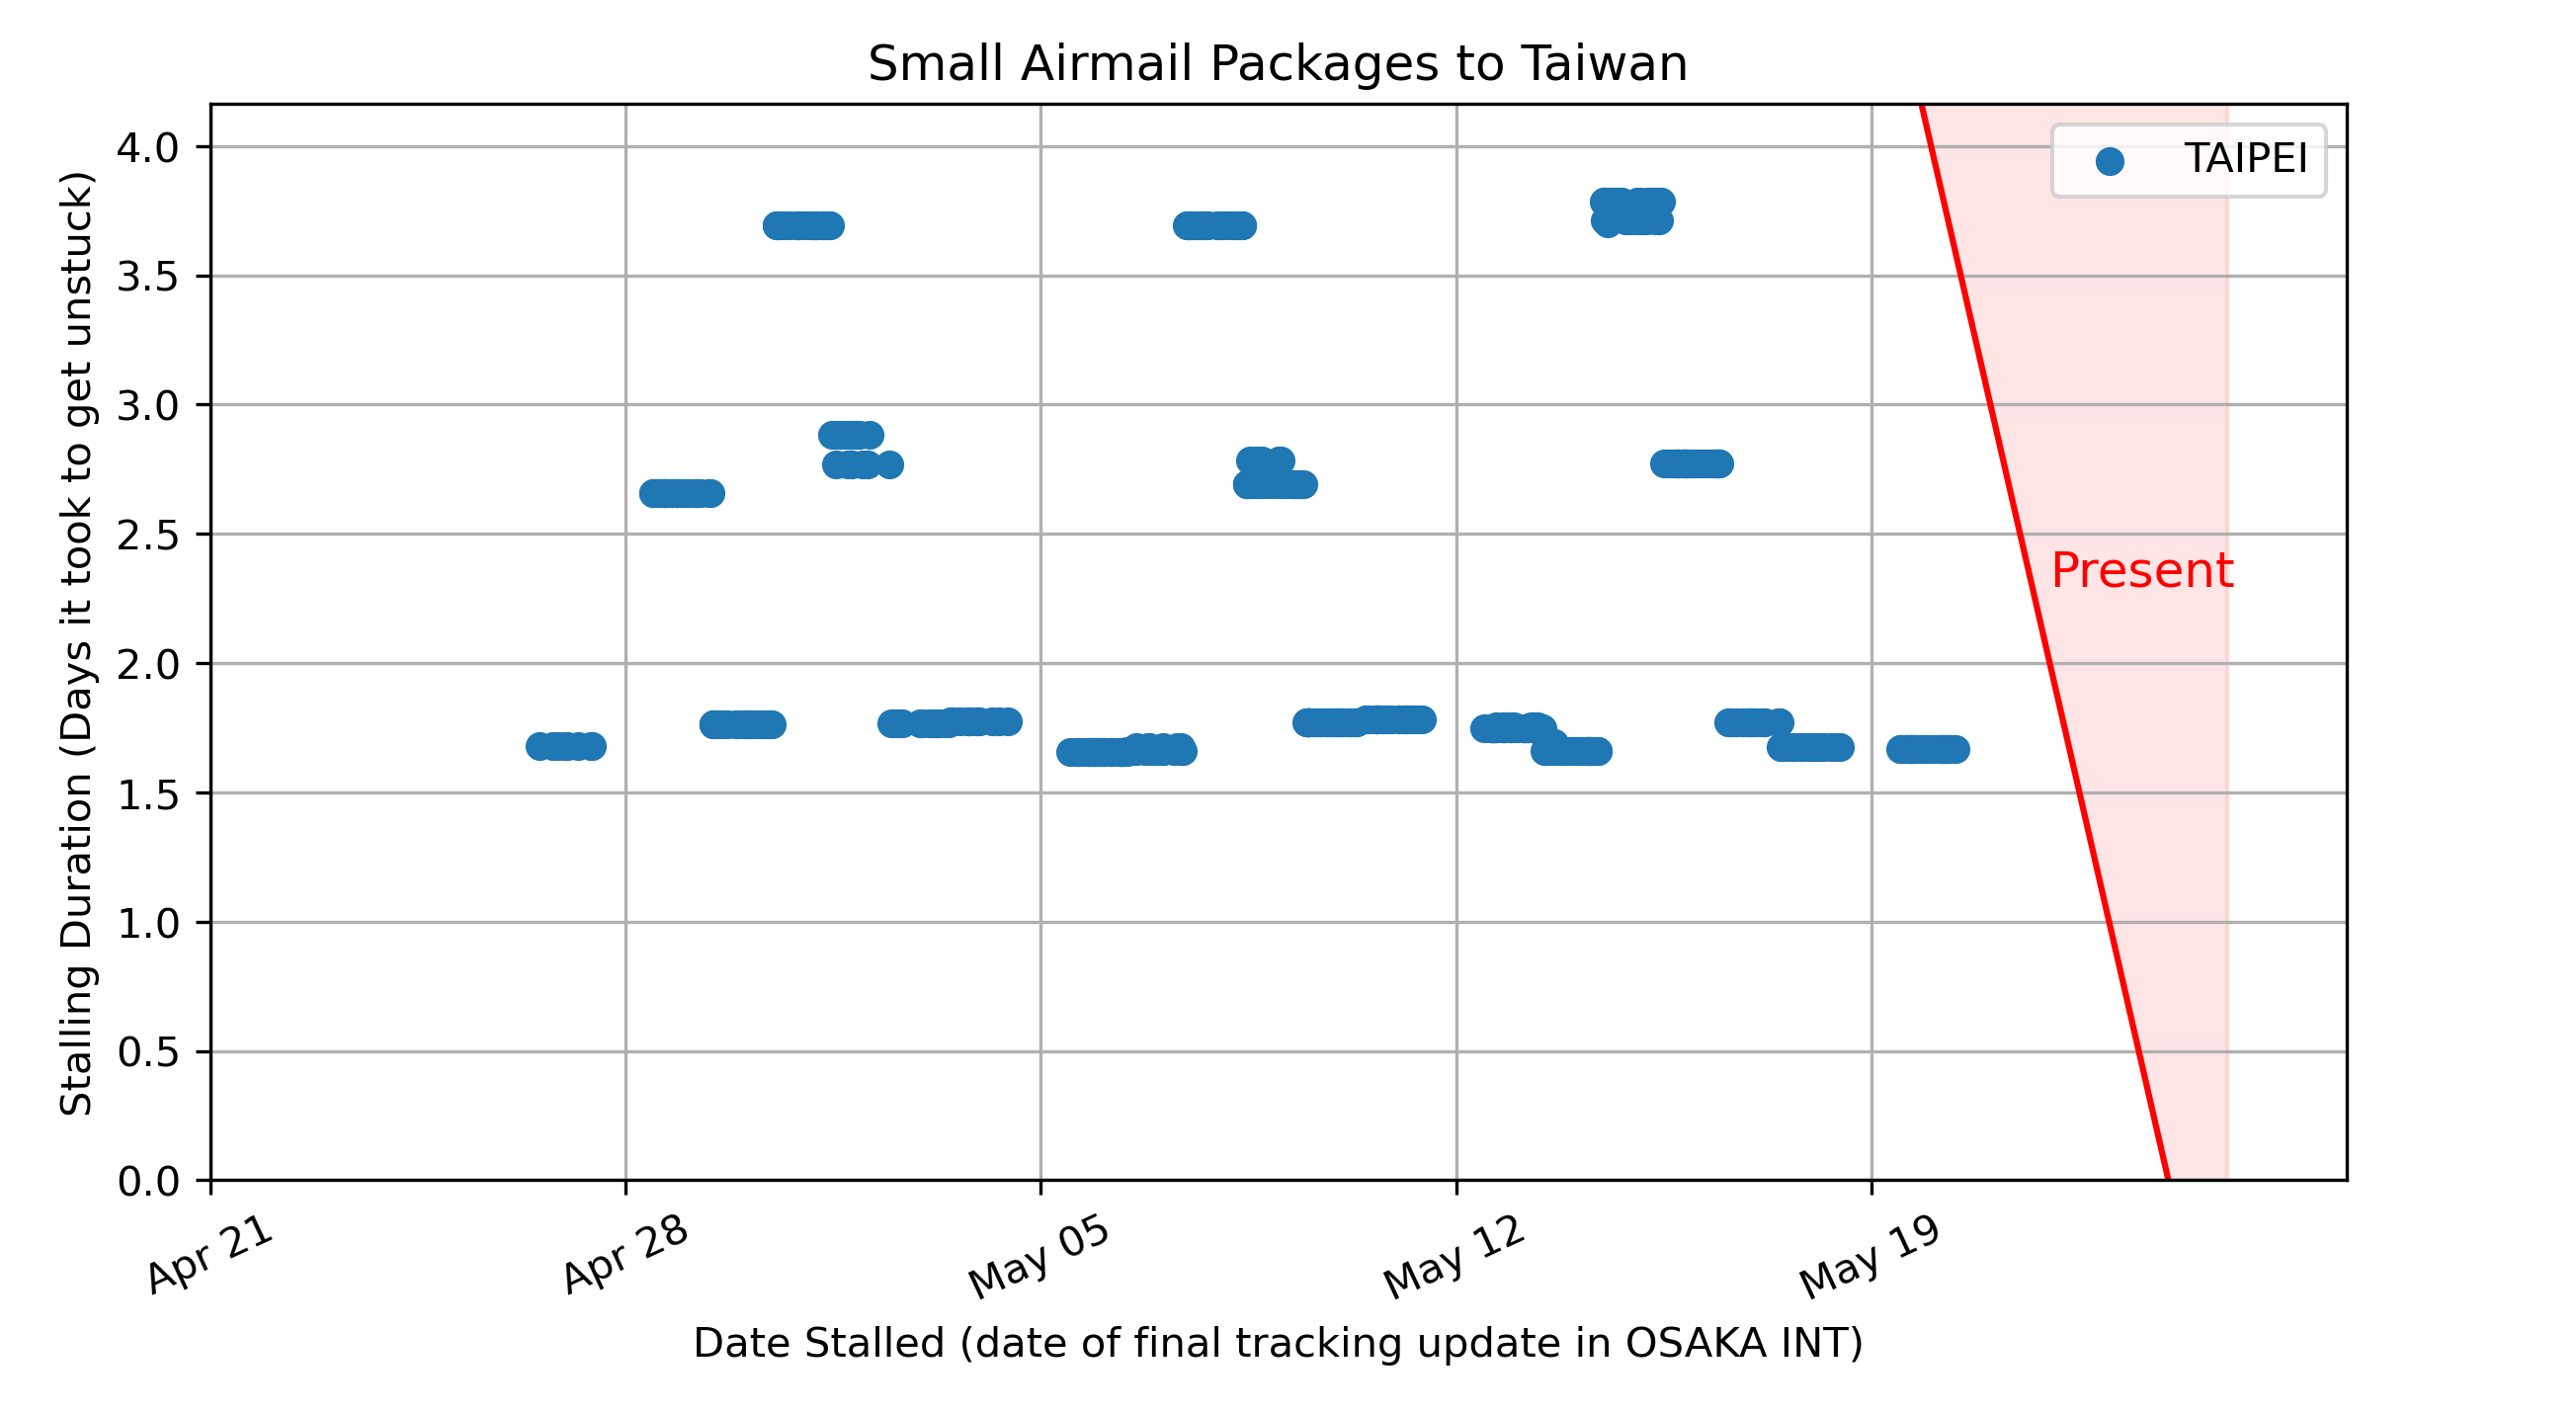 Small Airmail Packages to Taiwan
Stalling Duration (Days it took to get unstuck)
4.0
3.5
3.0
2.5
2.0
1.5
1.0
0.5
0.0
TAIPEI
Present
Apr 21
Apr 28
May 05
May 12
May 19
Date Stalled (date of final tracking update in OSAKA INT)